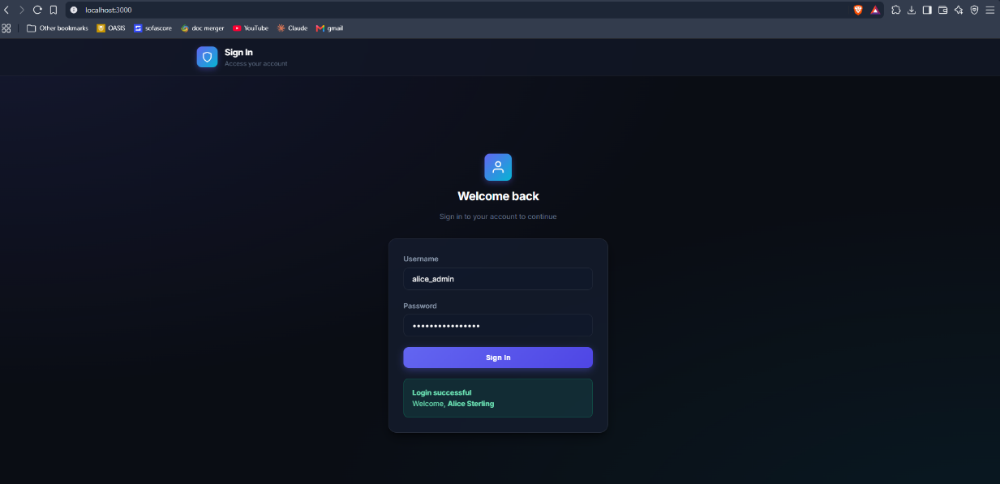 localhost:3000
Other bookmarks OASIS sofascore doc merger YouTube Claude gmail
Sign In
Access your account
Welcome back
Sign in to your account to continue
Username
alice_admin
Password
••••••••••••••••
Sign In
Login successful
Welcome, Alice Sterling